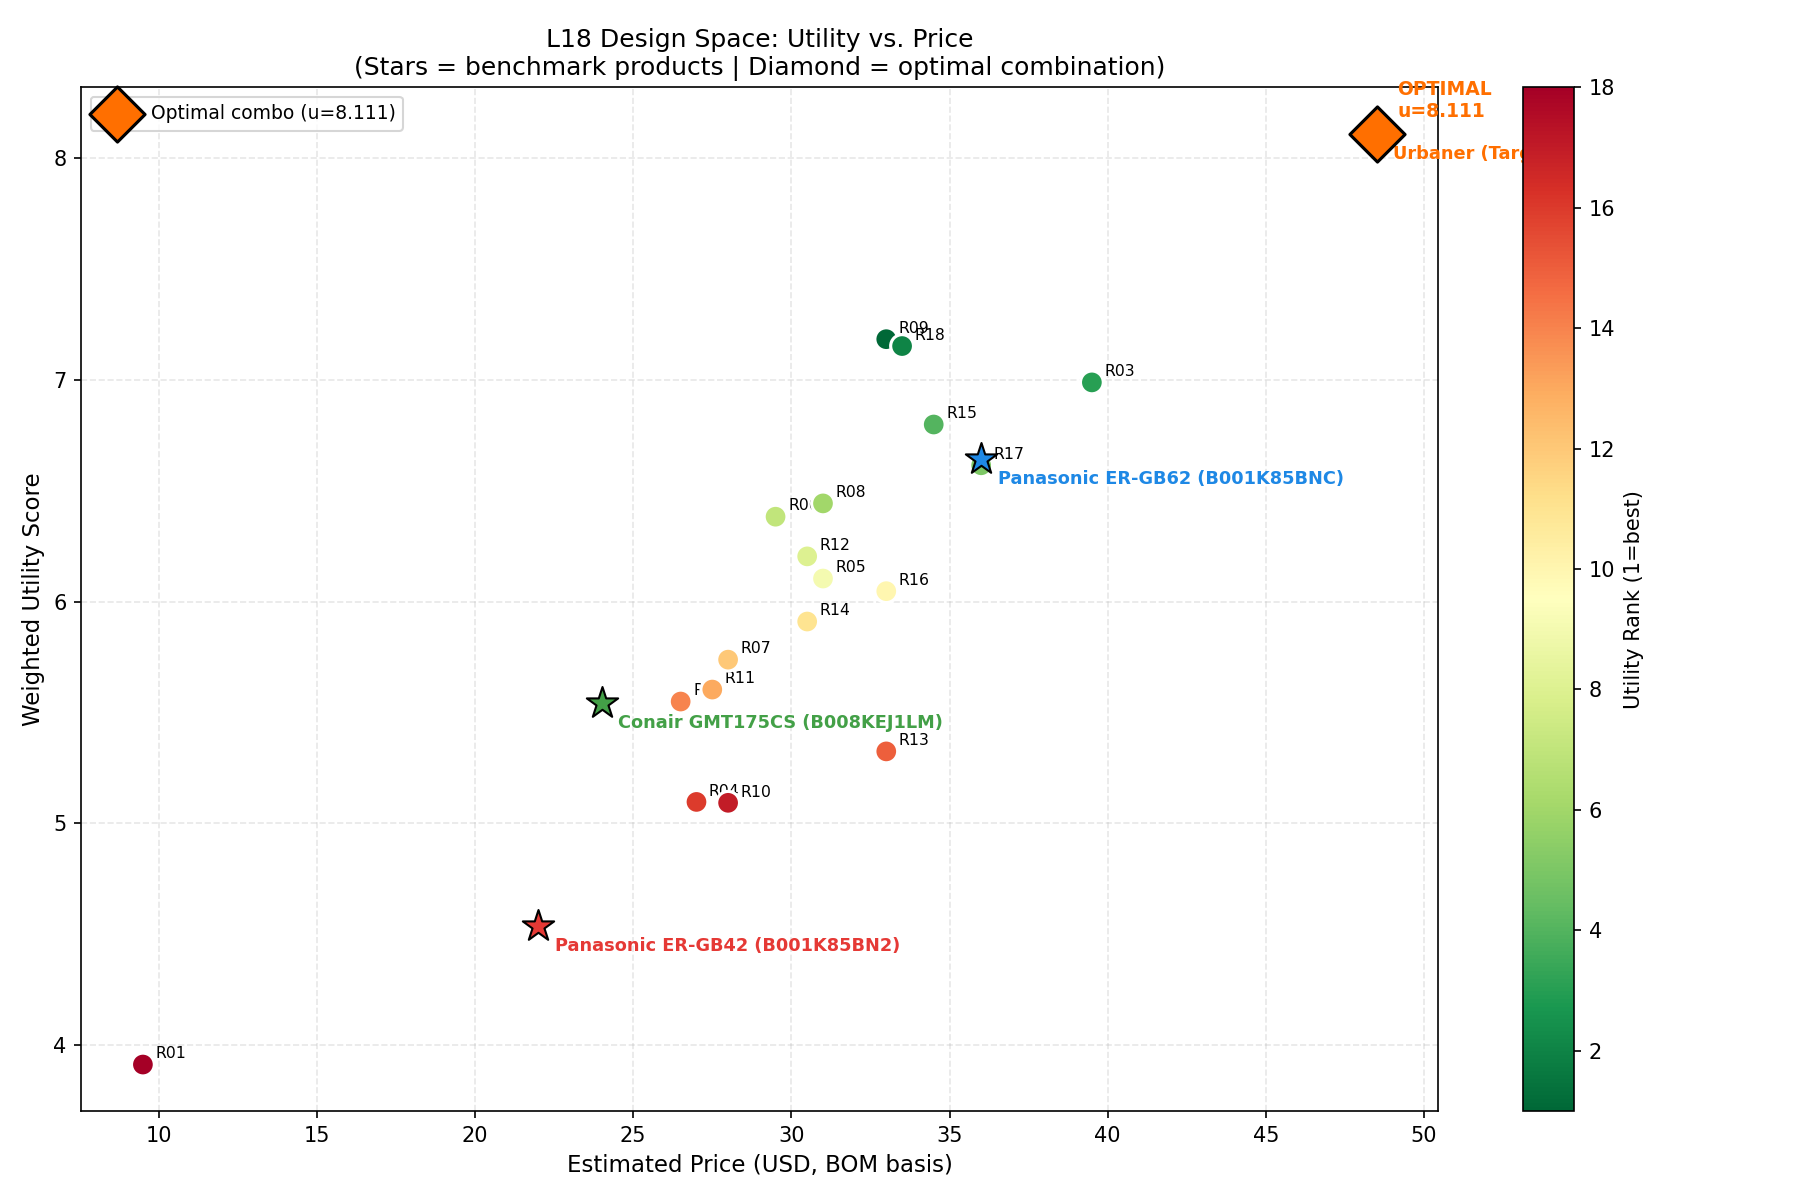 L18 Design Space: Utility vs. Price
(Stars = benchmark products | Diamond = optimal combination)
Optimal combo (u=8.111)
OPTIMAL
u=8.111
Urbaner (Targ
R09
R18
R03
R15
R17
Panasonic ER-GB62 (B001K85BNC)
R08
R0
R12
R05
R16
R14
R07
R11
R
Conair GMT175CS (B008KEJ1LM)
R13
R04
R10
Panasonic ER-GB42 (B001K85BN2)
R01
8
7
6
5
4
Weighted Utility Score
10 15 20 25 30 35 40 45 50
Estimated Price (USD, BOM basis)
18
16
14
12
10
8
6
4
2
Utility Rank (1=best)